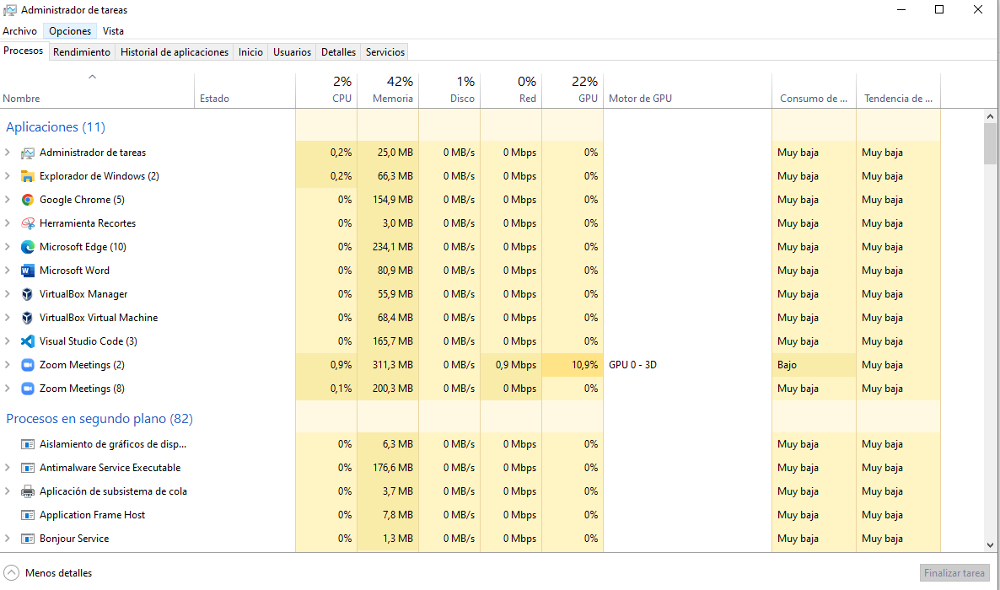 Administrador de tareas
Archivo Opciones Vista
Procesos Rendimiento Historial de aplicaciones Inicio Usuarios Detalles Servicios
2% 42% 1% 0% 22%
Nombre Estado CPU Memoria Disco Red GPU Motor de GPU Consumo de ... Tendencia de ...
Aplicaciones (11)
Administrador de tareas 0,2% 25,0 MB 0 MB/s 0 Mbps 0% Muy baja Muy baja
Explorador de Windows (2) 0,2% 66,3 MB 0 MB/s 0 Mbps 0% Muy baja Muy baja
Google Chrome (5) 0% 154,9 MB 0 MB/s 0 Mbps 0% Muy baja Muy baja
Herramienta Recortes 0% 3,0 MB 0 MB/s 0 Mbps 0% Muy baja Muy baja
Microsoft Edge (10) 0% 234,1 MB 0 MB/s 0 Mbps 0% Muy baja Muy baja
Microsoft Word 0% 80,9 MB 0 MB/s 0 Mbps 0% Muy baja Muy baja
VirtualBox Manager 0% 55,9 MB 0 MB/s 0 Mbps 0% Muy baja Muy baja
VirtualBox Virtual Machine 0% 68,4 MB 0 MB/s 0 Mbps 0% Muy baja Muy baja
Visual Studio Code (3) 0% 165,7 MB 0 MB/s 0 Mbps 0% Muy baja Muy baja
Zoom Meetings (2) 0,9% 311,3 MB 0 MB/s 0,9 Mbps 10,9% GPU 0 - 3D Bajo Muy baja
Zoom Meetings (8) 0,1% 200,3 MB 0 MB/s 0 Mbps 0% Muy baja Muy baja
Procesos en segundo plano (82)
Aislamiento de gráficos de disp... 0% 6,3 MB 0 MB/s 0 Mbps 0% Muy baja Muy baja
Antimalware Service Executable 0% 176,6 MB 0 MB/s 0 Mbps 0% Muy baja Muy baja
Aplicación de subsistema de cola 0% 3,7 MB 0 MB/s 0 Mbps 0% Muy baja Muy baja
Application Frame Host 0% 7,8 MB 0 MB/s 0 Mbps 0% Muy baja Muy baja
Bonjour Service 0% 1,3 MB 0 MB/s 0 Mbps 0% Muy baja Muy baja
Menos detalles Finalizar tarea